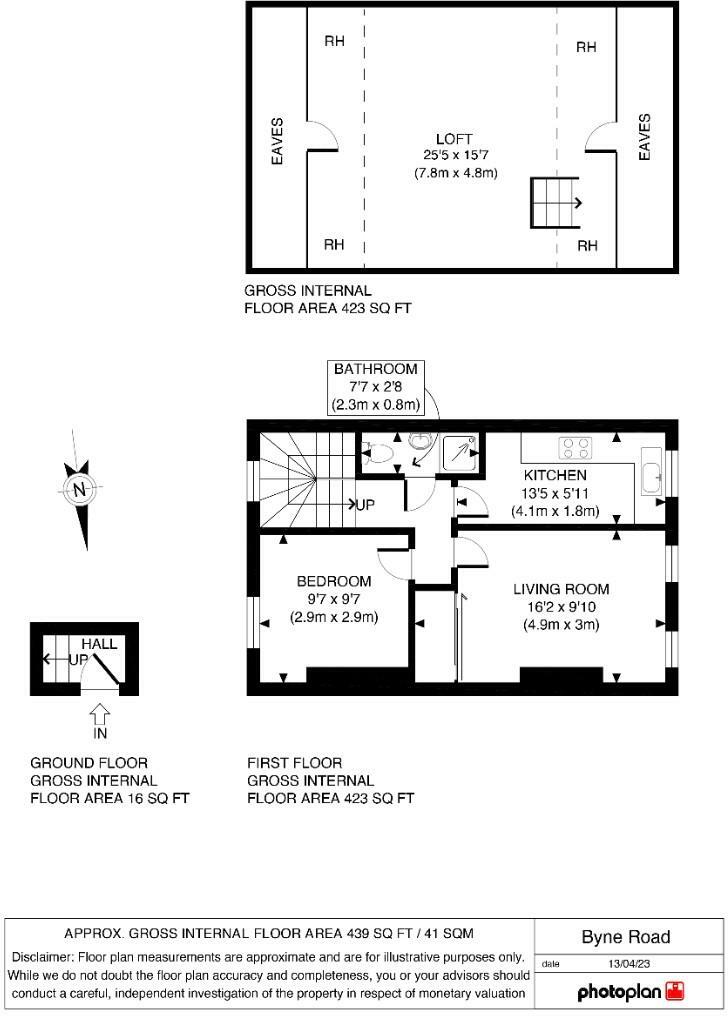 RH
RH
EAVES
LOFT
25'5 x 15'7
(7.8m x 4.8m)
EAVES
RH
RH
GROSS INTERNAL
FLOOR AREA 423 SQ FT
BATHROOM
7'7 x 2'8
(2.3m x 0.8m)
N
UP
KITCHEN
13'5 x 5'11
(4.1m x 1.8m)
BEDROOM
9'7 x 9'7
(2.9m x 2.9m)
LIVING ROOM
16'2 x 9'10
(4.9m x 3m)
HALL
UP
IN
GROUND FLOOR
GROSS INTERNAL
FLOOR AREA 16 SQ FT
FIRST FLOOR
GROSS INTERNAL
FLOOR AREA 423 SQ FT
APPROX. GROSS INTERNAL FLOOR AREA 439 SQ FT / 41 SQM
Disclaimer: Floor plan measurements are approximate and are for illustrative purposes only.
While we do not doubt the floor plan accuracy and completeness, you or your advisors should
conduct a careful, independent investigation of the property in respect of monetary valuation
Byne Road
date 13/04/23
photoplan